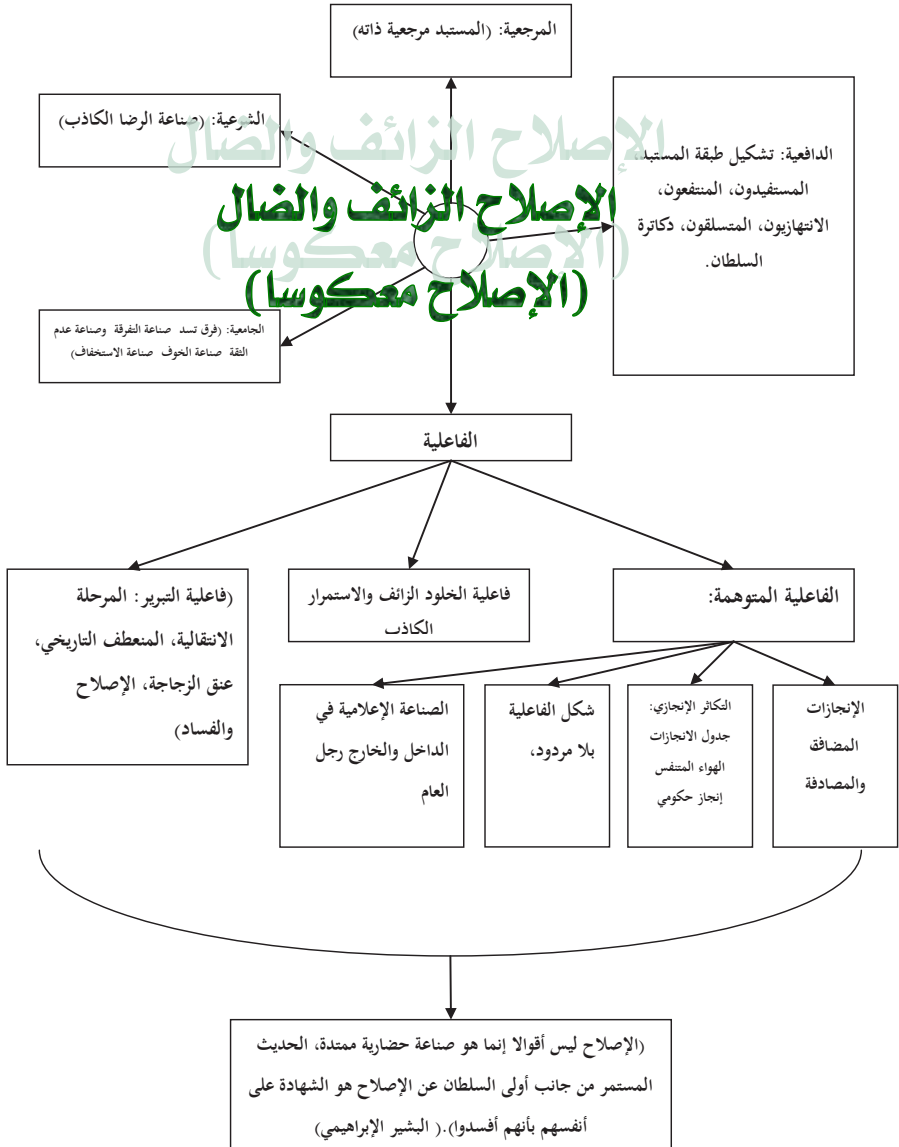 المرجعية: (المستبد مرجعية ذاته)
الشرعية: (صناعة الرضا الكاذب)
الدافعية: تشكيل طبقة المستبد،
المستفيدون، المنتفعون،
الانتهازيون، المتسلقون، دكاترة
السلطان.
الإصلاح الزائف والضال
(الإصلاح معكوسا)
الجامعية: (فرق تسد صناعة التفرقة وصناعة عدم
الثقة صناعة الخوف صناعة الاستخفاف)
الفاعلية
الفاعلية المتوهمة:
فاعلية الخلود الزائف والاستمرار
الكاذب
(فاعلية التبرير: المرحلة
الانتقالية، المنعطف التاريخي،
عنق الزجاجة، الإصلاح
والفساد)
الإنجازات
المضافة
والمصادفة
التكاثر الإنجازي:
جدول الانجازات
الهواء المتنفس
إنجاز حكومي
شكل الفاعلية
بلا مردود،
الصناعة الإعلامية في
الداخل والخارج رجل
العام
(الإصلاح ليس أقوالا إنما هو صناعة حضارية ممتدة، الحديث
المستمر من جانب أولى السلطان عن الإصلاح هو الشهادة على
أنفسهم بأنهم أفسدوا).( البشير الإبراهيمي)